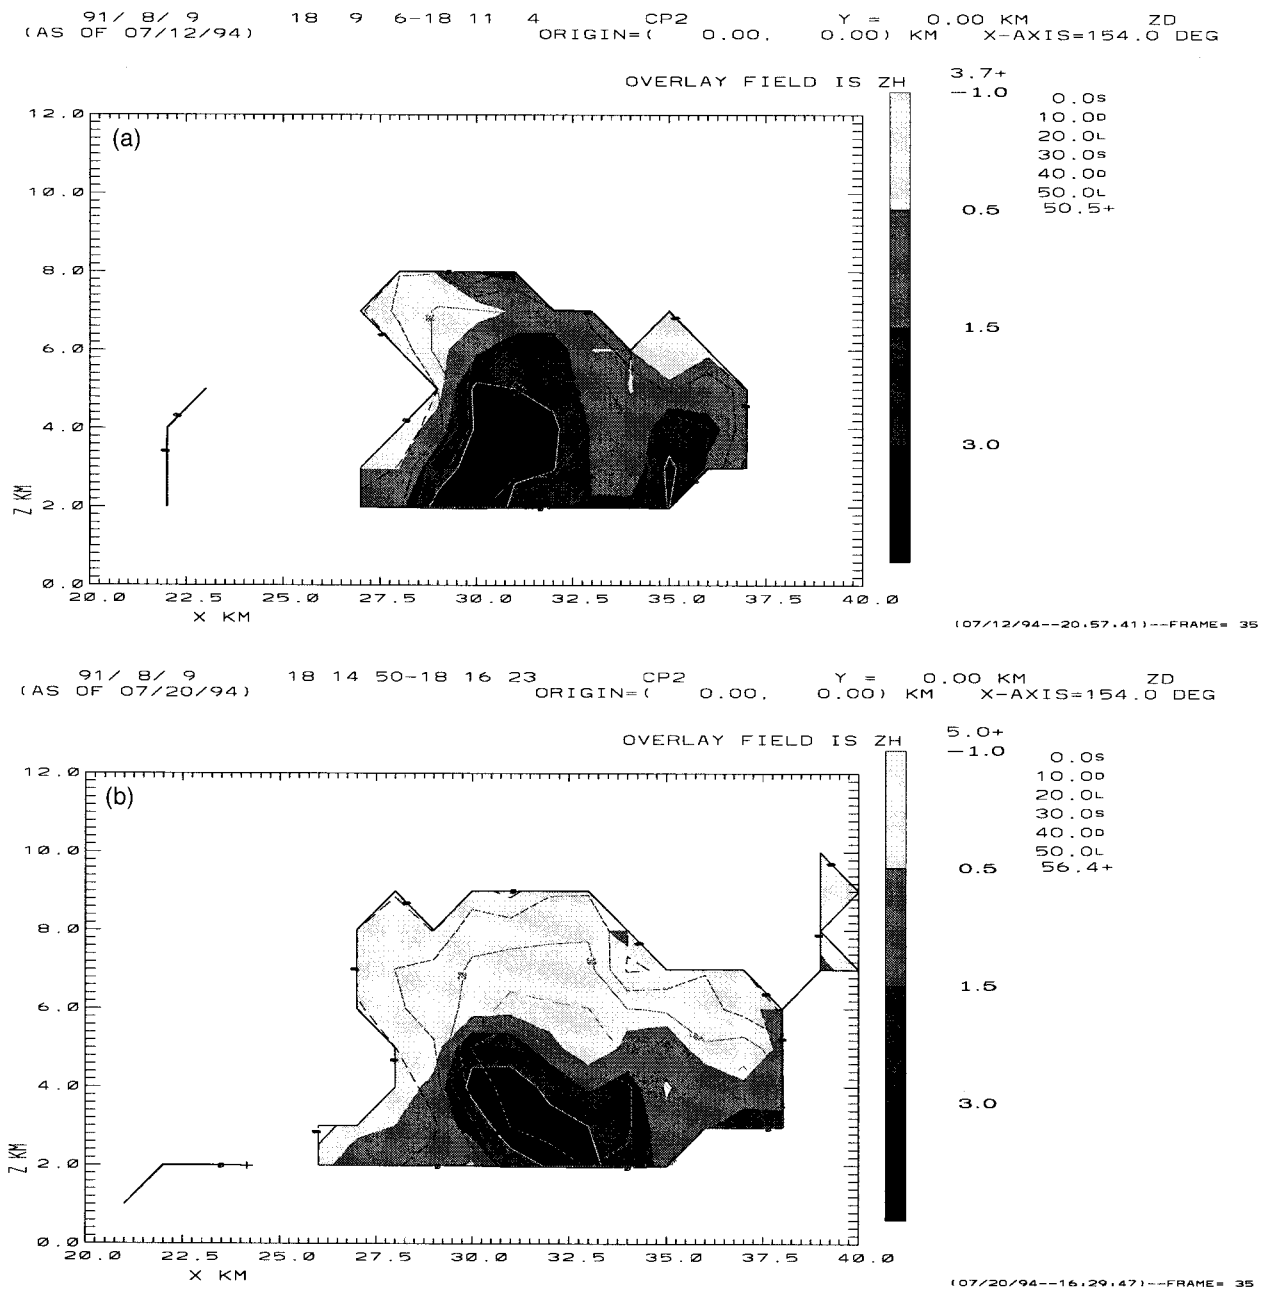 91/ 8/ 9 18 9 6-18 11 4 CP2 Y = 0.00 KM ZD
(AS OF 07/12/94) ORIGIN=( 0.00, 0.00) KM X-AXIS=154.0 DEG
OVERLAY FIELD IS ZH
3.7+
-1.0
0.5
1.5
3.0
0.0S
10.0D
20.0L
30.0S
40.0D
50.0L
50.5+
(a)
12.0
10.0
8.0
6.0
4.0
2.0
0.0
Z KM
20.0 22.5 25.0 27.5 30.0 32.5 35.0 37.5 40.0
X KM
(07/12/94--20:57:41)--FRAME= 35
91/ 8/ 9 18 14 50-18 16 23 CP2 Y = 0.00 KM ZD
(AS OF 07/20/94) ORIGIN=( 0.00, 0.00) KM X-AXIS=154.0 DEG
OVERLAY FIELD IS ZH
5.0+
-1.0
0.5
1.5
3.0
0.0S
10.0D
20.0L
30.0S
40.0D
50.0L
56.4+
(b)
12.0
10.0
8.0
6.0
4.0
2.0
0.0
Z KM
20.0 22.5 25.0 27.5 30.0 32.5 35.0 37.5 40.0
X KM
(07/20/94--16:29:47)--FRAME= 35